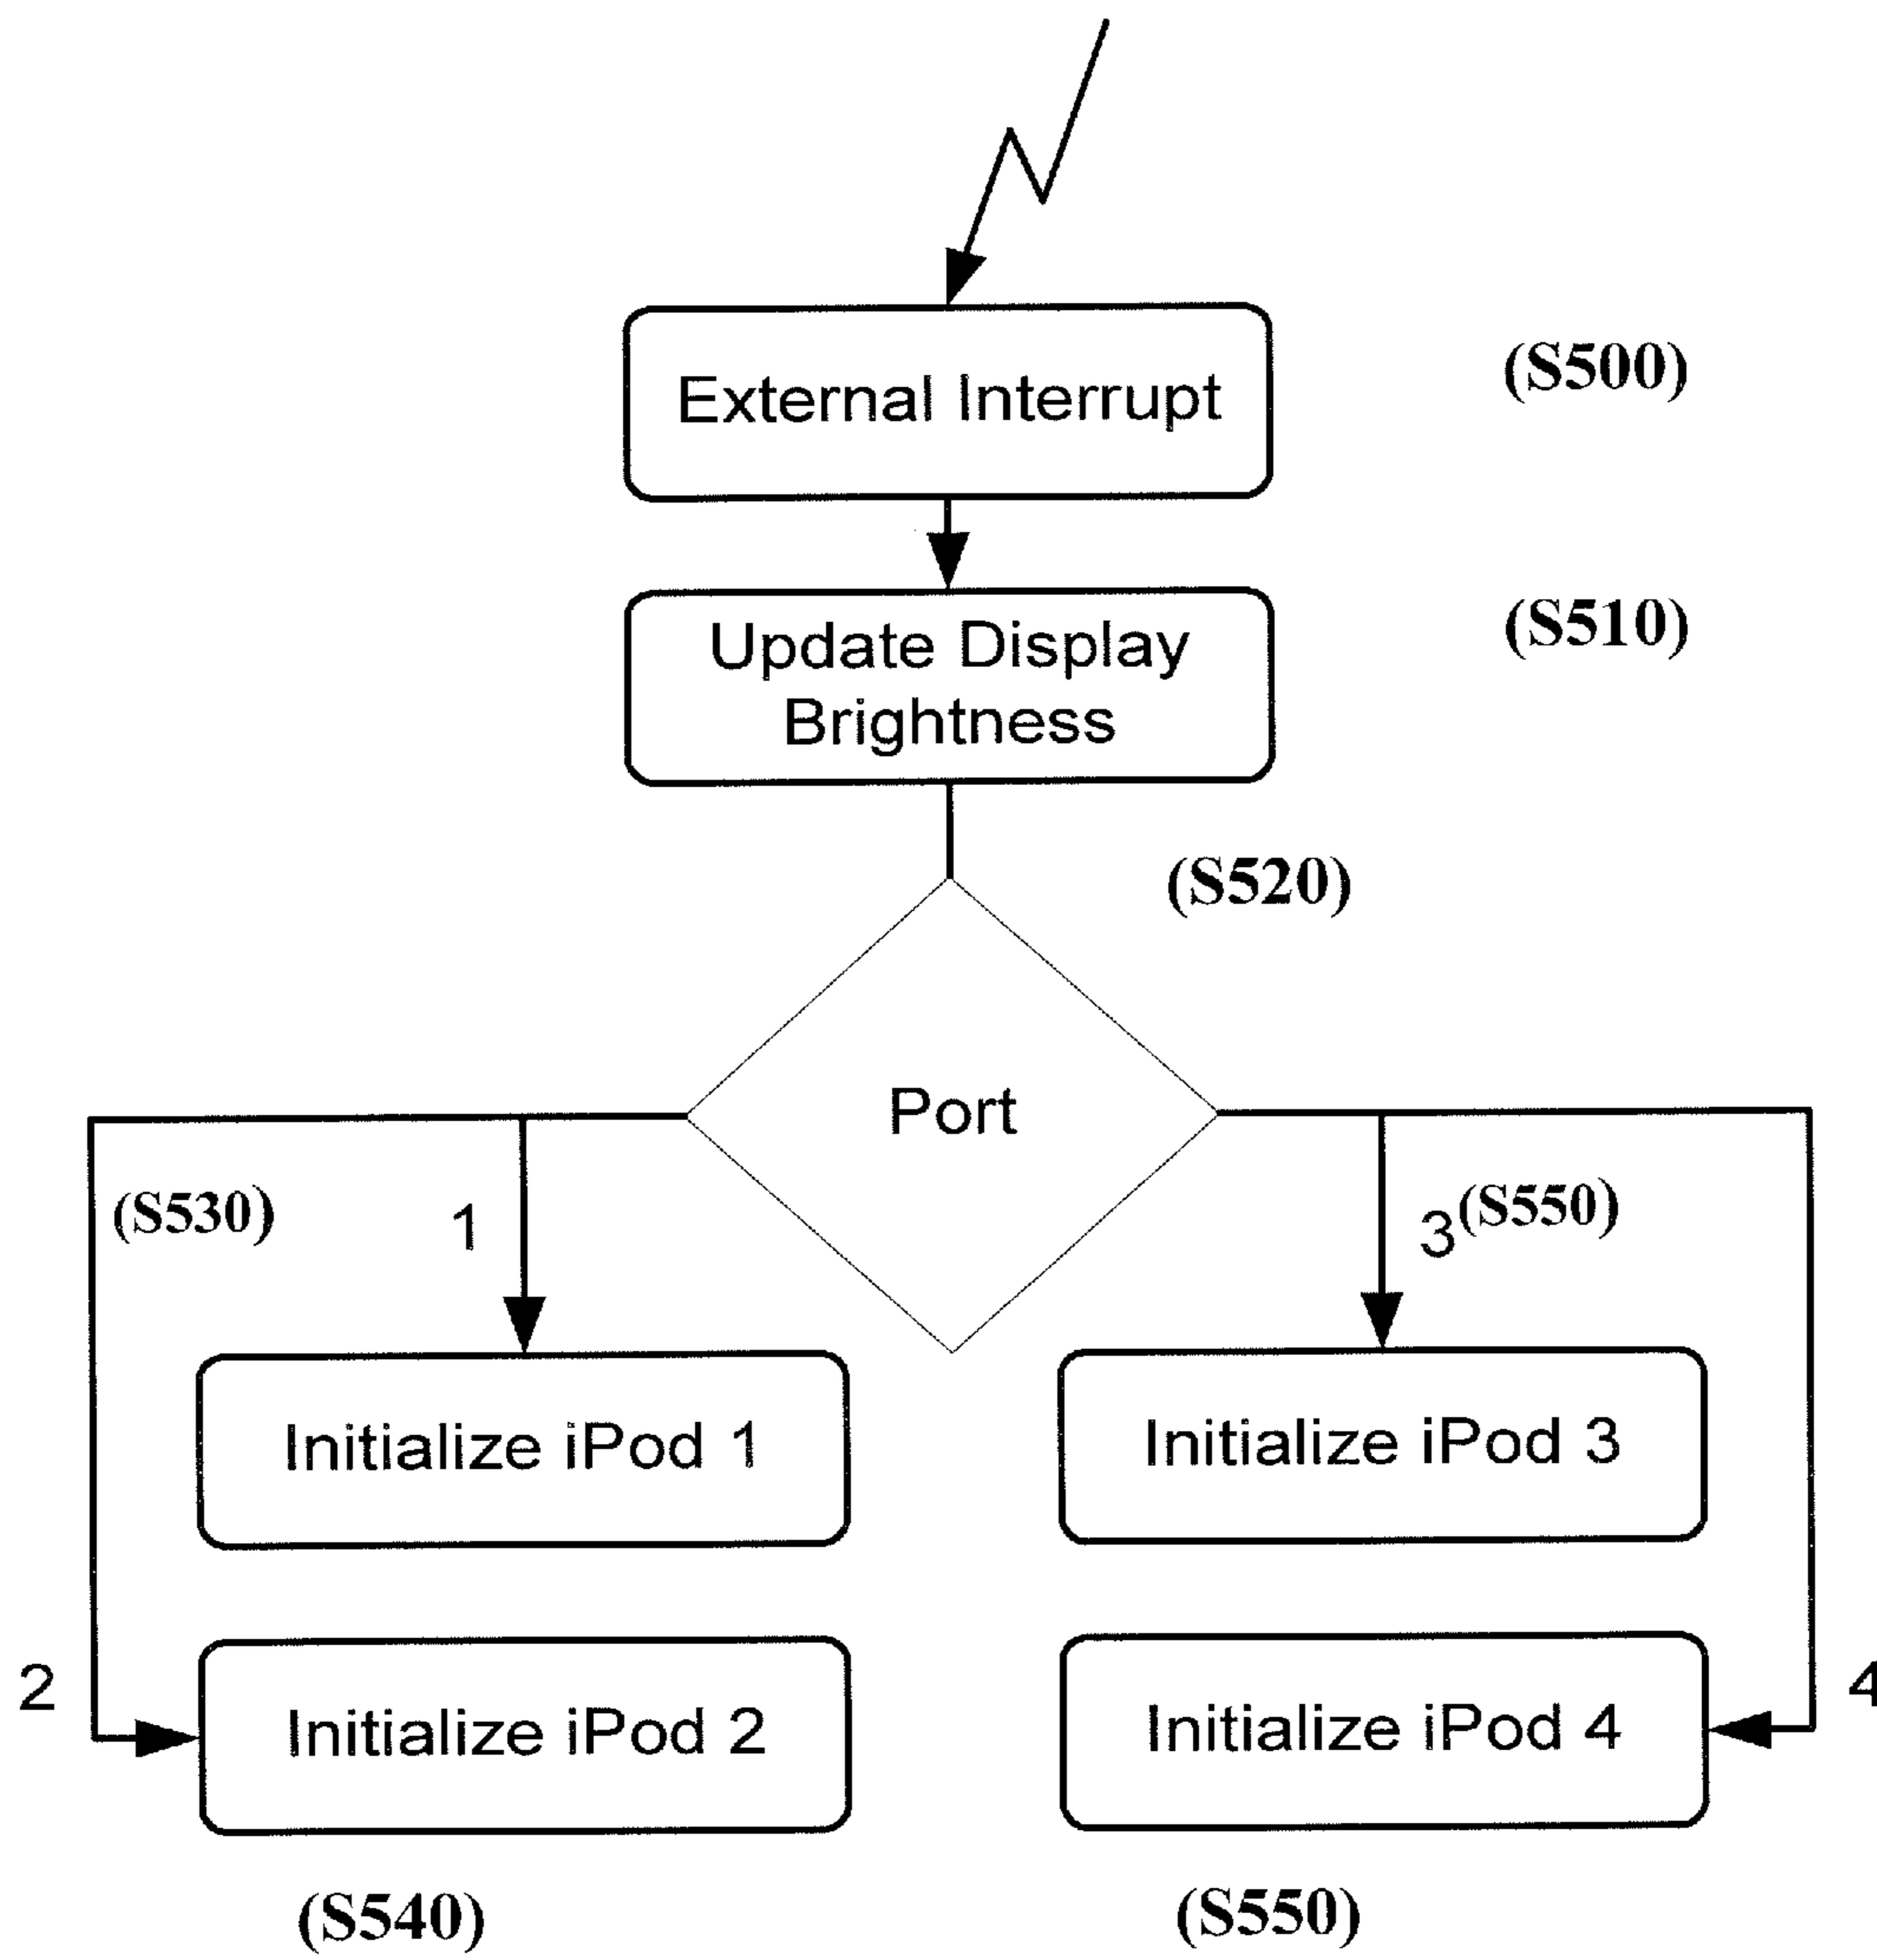 External Interrupt
(S500)
Update Display
Brightness
(S510)
(S520)
Port
(S530)
1
3
(S550)
Initialize iPod 1
Initialize iPod 3
2
Initialize iPod 2
Initialize iPod 4
4
(S540)
(S550)